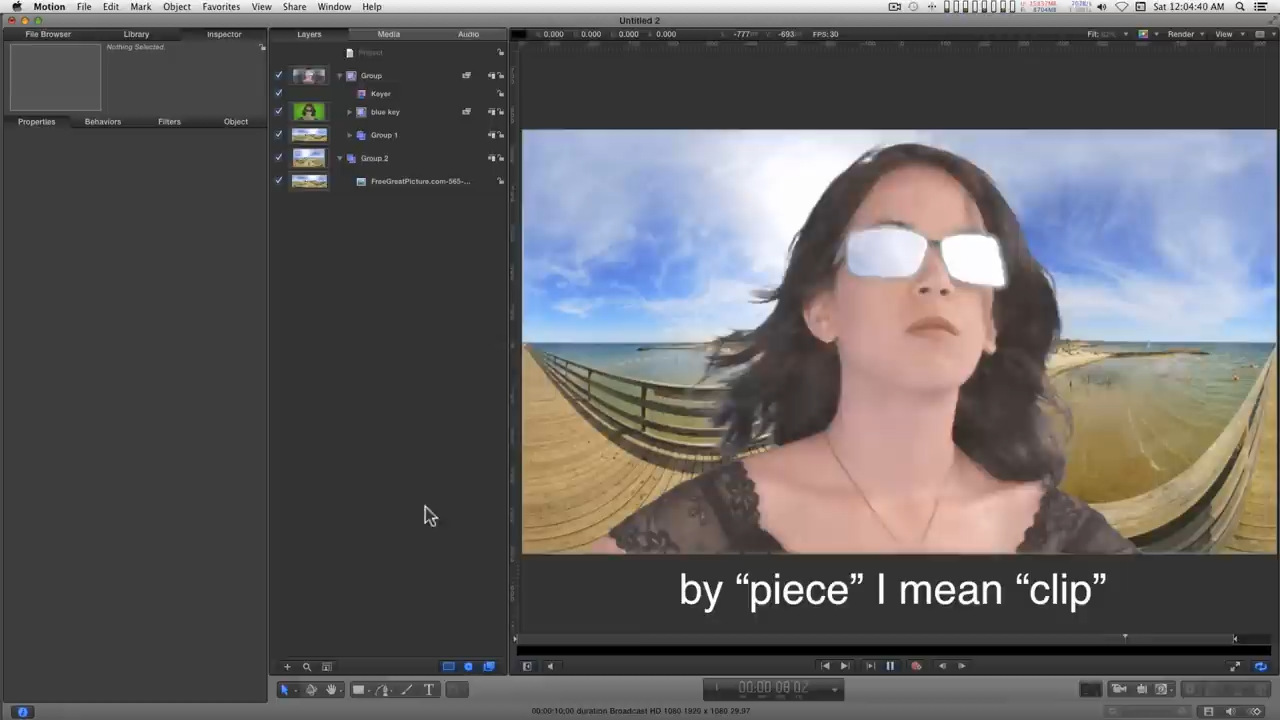 Motion File Edit Mark Object Favorites View Share Window Help
Sat 12:04:40 AM
Untitled 2
File Browser Library Inspector Layers Media Audio
0.000 0.000 0.000 0.000 -777 -693 FPS: 30 Fit: Render View
Nothing Selected.
Properties Behaviors Filters Object
Project
Group
Keyer
blue key
Group 1
Group 2
FreeGreatPicture.com-565-...
by “piece” I mean “clip”
00:00:08:02
00:00:10;00 duration Broadcast HD 1080 1920 x 1080 29.97